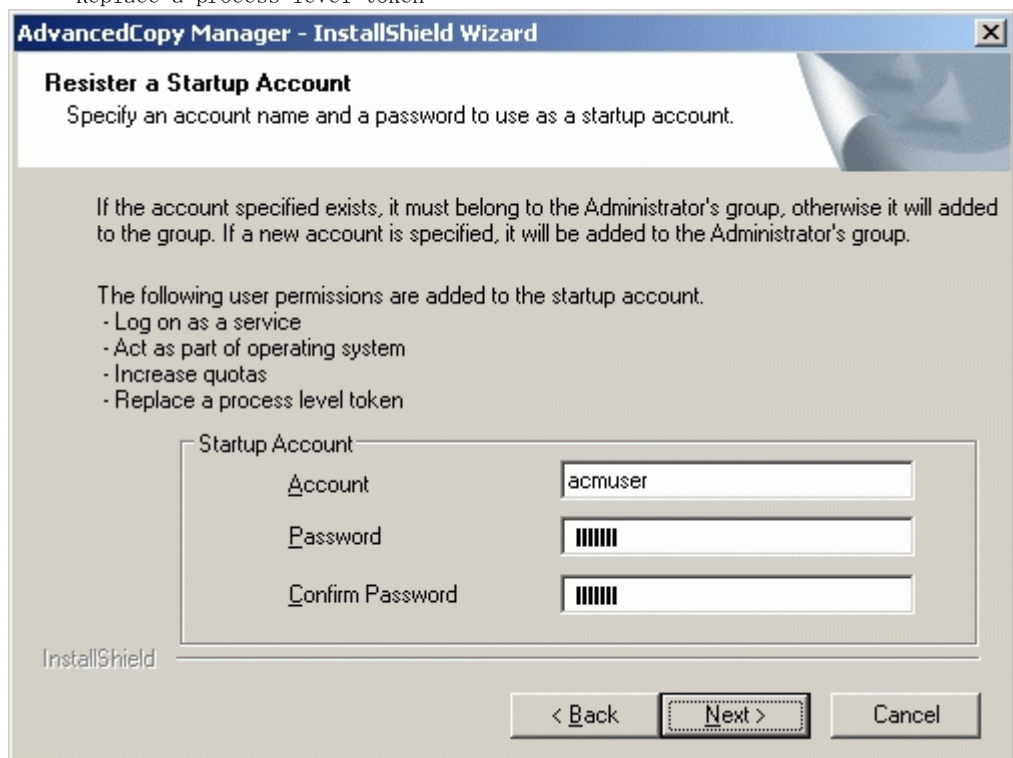 Replace a process level token
AdvancedCopy Manager - InstallShield Wizard
Resister a Startup Account
Specify an account name and a password to use as a startup account.
If the account specified exists, it must belong to the Administrator's group, otherwise it will added
to the group. If a new account is specified, it will be added to the Administrator's group.
The following user permissions are added to the startup account.
- Log on as a service
- Act as part of operating system
- Increase quotas
- Replace a process level token
Startup Account
Account
acmuser
Password
Confirm Password
InstallShield
< Back
Next >
Cancel